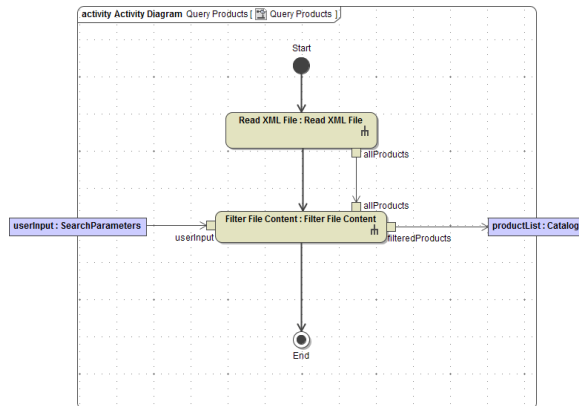 activity Activity Diagram Query Products [ Query Products ]
Start
Read XML File : Read XML File
allProducts
allProducts
Filter File Content : Filter File Content
userInput : SearchParameters
userInput
filteredProducts
productList : Catalog
End